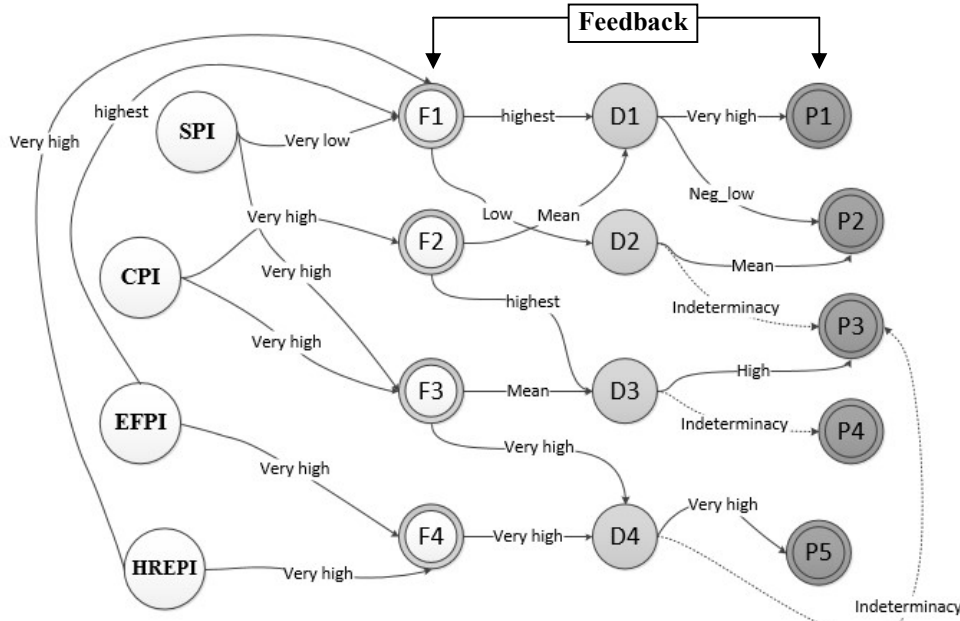 Feedback
highest
Very high
SPI
Very low
F1
highest
D1
Very high
P1
Neg_low
Very high
F2
Low
Mean
D2
P2
Mean
CPI
Very high
Very high
highest
Indeterminacy
P3
F3
Mean
D3
High
Indeterminacy
P4
EFPI
Very high
Very high
F4
Very high
D4
Very high
P5
HREPI
Very high
Indeterminacy